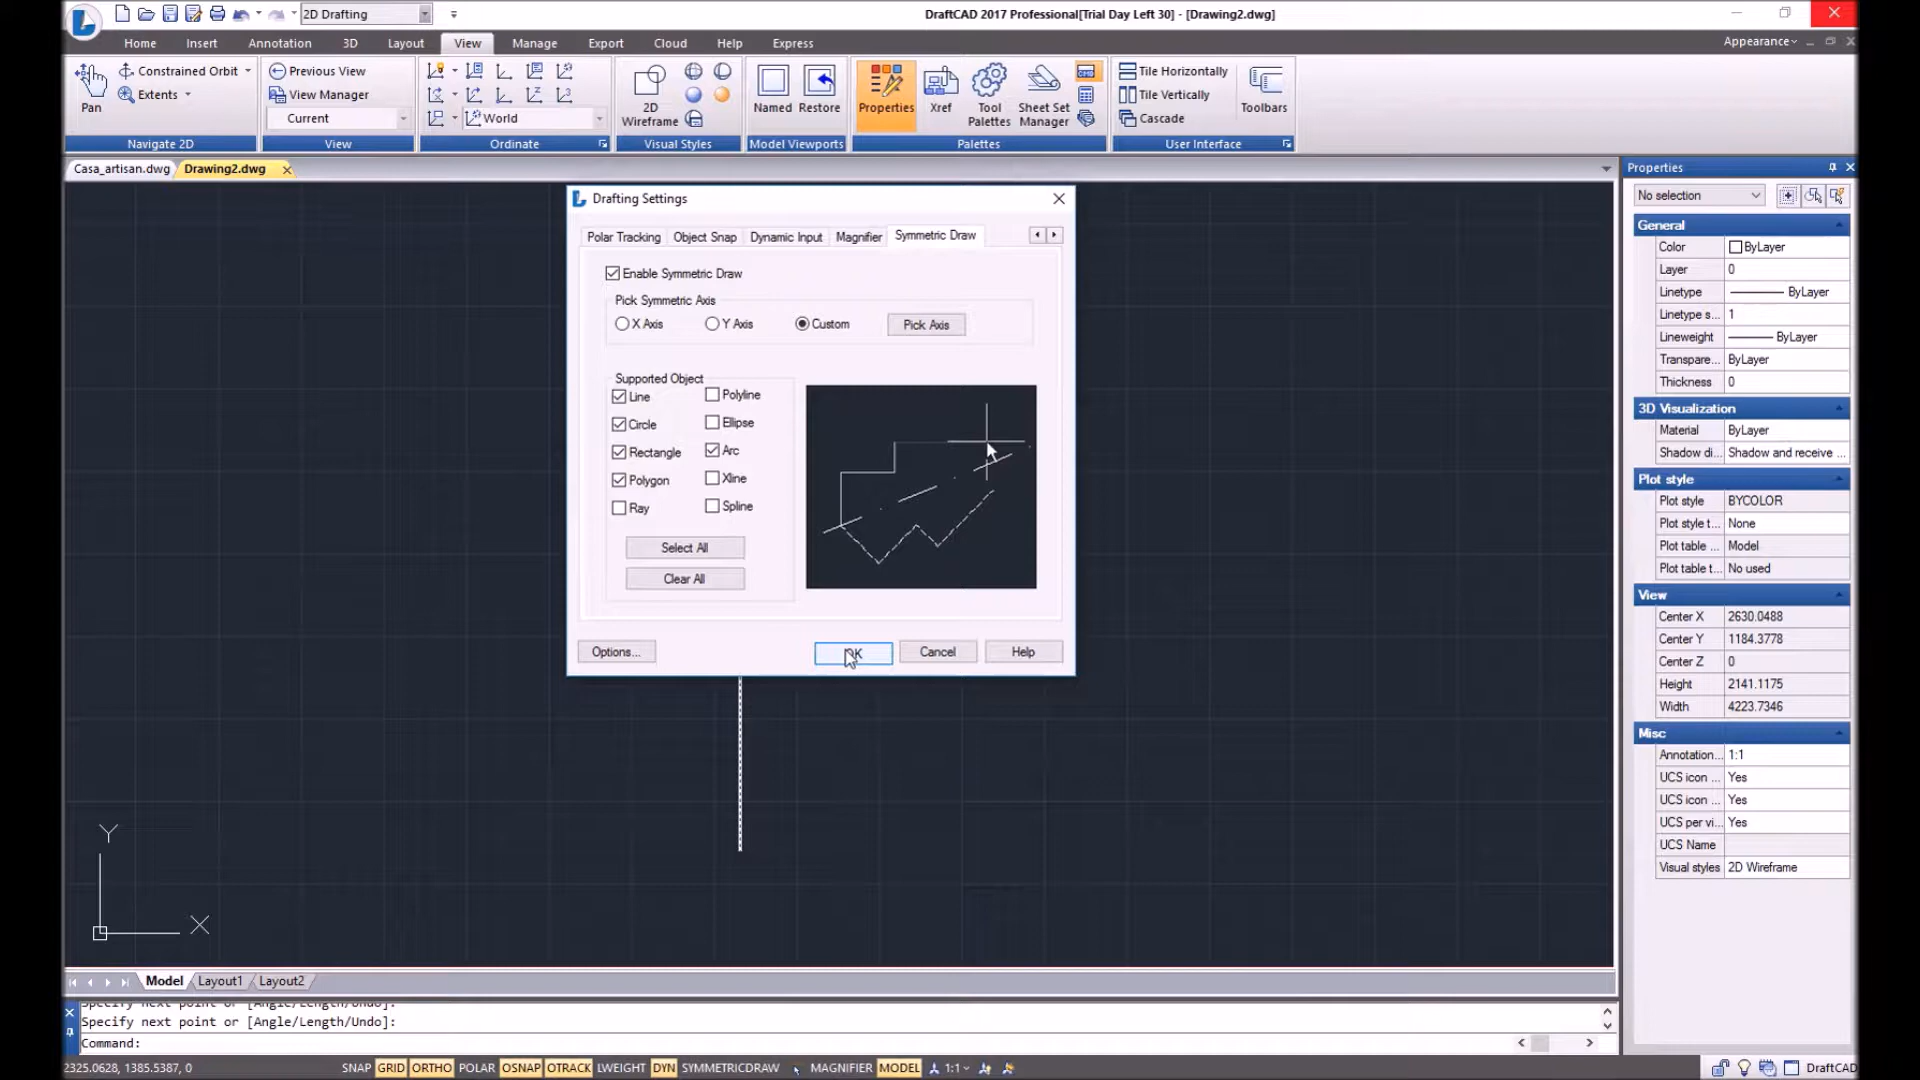 2D Drafting
DraftCAD 2017 Professional[Trial Day Left 30] - [Drawing2.dwg]
Home Insert Annotation 3D Layout View Manage Export Cloud Help Express
Appearance
Pan
Constrained Orbit
Extents
Navigate 2D
Previous View
View Manager
Current
View
World
Ordinate
2D Wireframe
Visual Styles
Named Restore
Model Viewports
Properties
Xref
Tool Palettes
Sheet Set Manager
CMD
Palettes
Tile Horizontally
Tile Vertically
Cascade
Toolbars
User Interface
Casa_artisan.dwg Drawing2.dwg
Drafting Settings
Polar Tracking Object Snap Dynamic Input Magnifier Symmetric Draw
Enable Symmetric Draw
Pick Symmetric Axis
X Axis Y Axis Custom Pick Axis
Supported Object
Line Polyline
Circle Ellipse
Rectangle Arc
Polygon Xline
Ray Spline
Select All
Clear All
Options... OK Cancel Help
Y
X
Properties
No selection
General
Color ByLayer
Layer 0
Linetype ByLayer
Linetype s... 1
Lineweight ByLayer
Transpare... ByLayer
Thickness 0
3D Visualization
Material ByLayer
Shadow di... Shadow and receive ...
Plot style
Plot style BYCOLOR
Plot style t... None
Plot table ... Model
Plot table t... No used
View
Center X 2630.0488
Center Y 1184.3778
Center Z 0
Height 2141.1175
Width 4223.7346
Misc
Annotation... 1:1
UCS icon ... Yes
UCS icon ... Yes
UCS per vi... Yes
UCS Name
Visual styles 2D Wireframe
Model Layout1 Layout2
Specify next point or [Angle/Length/Undo]:
Specify next point or [Angle/Length/Undo]:
Command:
2325.0628, 1385.5387, 0 SNAP GRID ORTHO POLAR OSNAP OTRACK LWEIGHT DYN SYMMETRICDRAW MAGNIFIER MODEL 1:1 DraftCAD